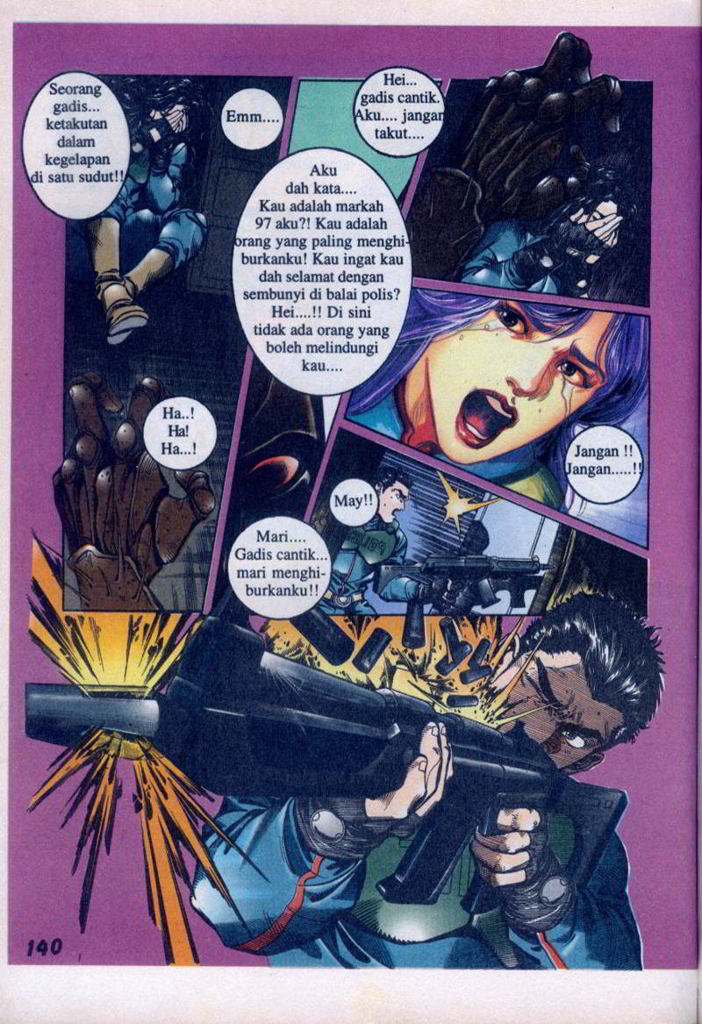 Seorang
gadis...
ketakutan
dalam
kegelapan
di satu sudut!!
Emm....
Hei...
gadis cantik.
Aku.... jangan
takut....
Aku
dah kata....
Kau adalah markah
97 aku?! Kau adalah
orang yang paling menghi-
burkanku! Kau ingat kau
dah selamat dengan
sembunyi di balai polis?
Hei....!! Di sini
tidak ada orang yang
boleh melindungi
kau....
Ha..!
Ha!
Ha...!
Jangan !!
Jangan.....!!
May!!
Mari....
Gadis cantik...
mari menghi-
burkanku!!
140